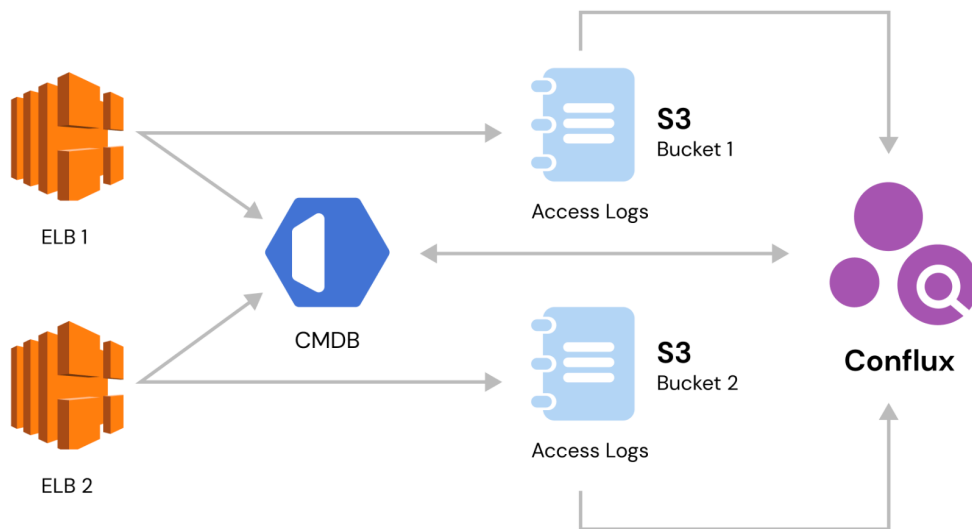 S3
Bucket 1
Access Logs
ELB 1
CMDB
S3
Bucket 2
Conflux
Access Logs
ELB 2